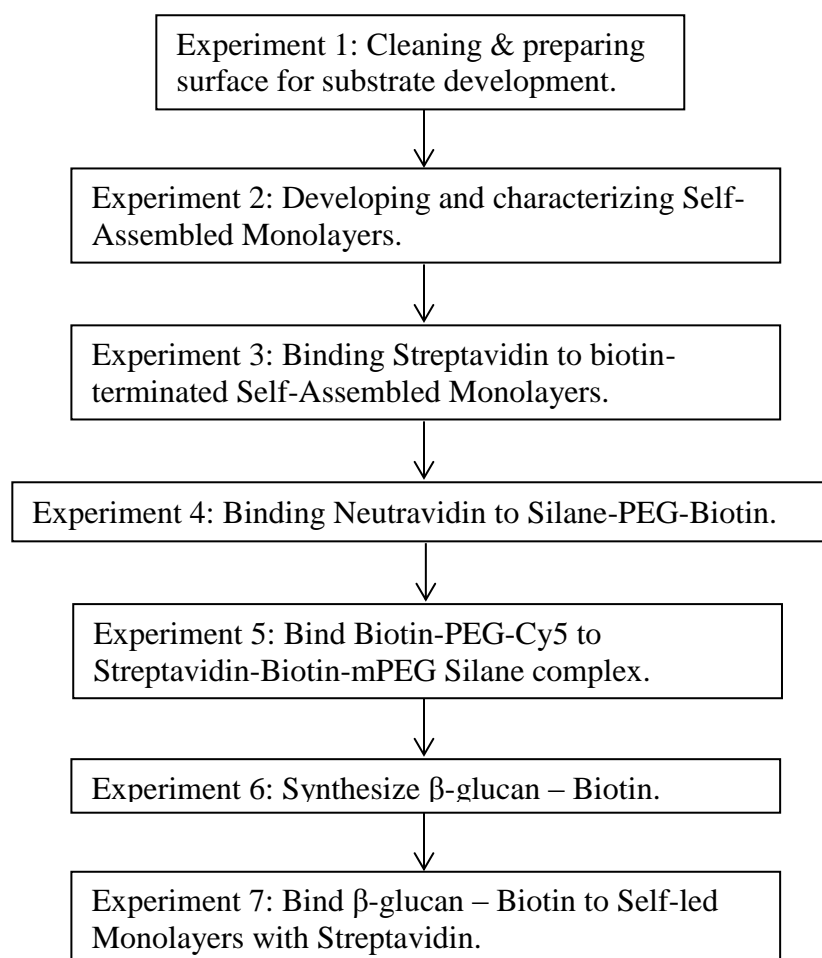 Experiment 1: Cleaning & preparing
surface for substrate development.
Experiment 2: Developing and characterizing Self-
Assembled Monolayers.
Experiment 3: Binding Streptavidin to biotin-
terminated Self-Assembled Monolayers.
Experiment 4: Binding Neutravidin to Silane-PEG-Biotin.
Experiment 5: Bind Biotin-PEG-Cy5 to
Streptavidin-Biotin-mPEG Silane complex.
Experiment 6: Synthesize β-glucan – Biotin.
Experiment 7: Bind β-glucan – Biotin to Self-led
Monolayers with Streptavidin.